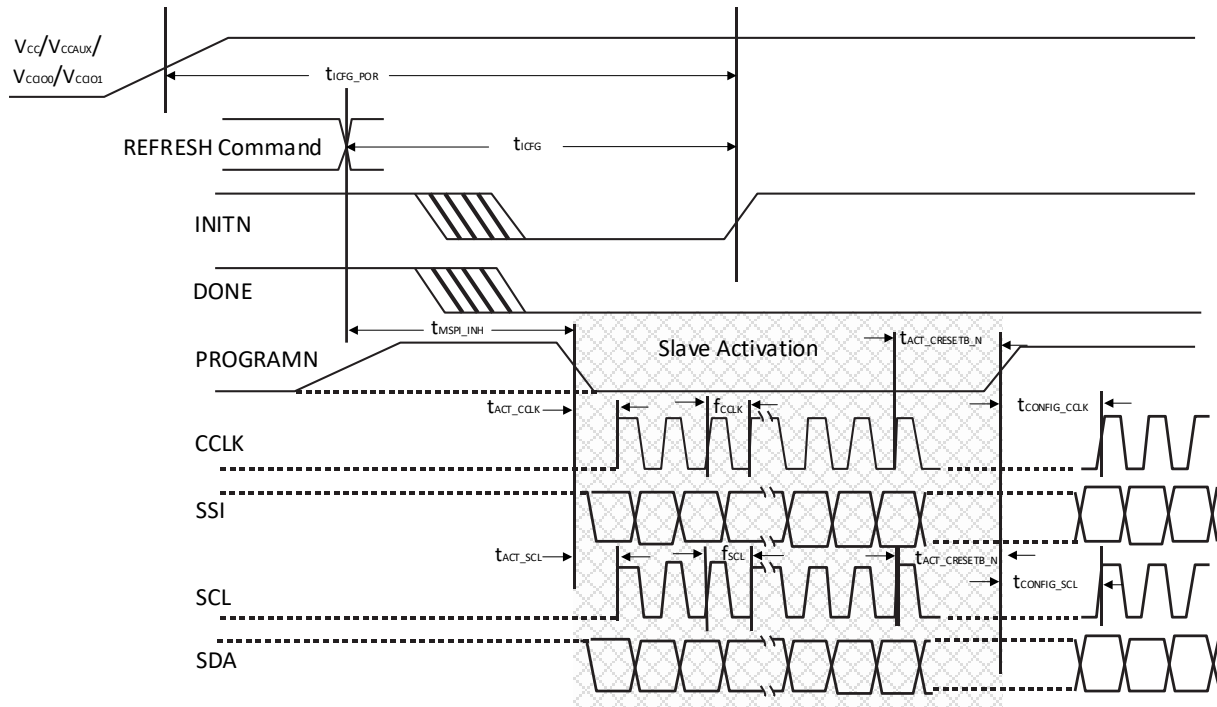 VCC/VCCAUX/
VCCIO0/VCCIO1
tICFG_POR
REFRESH Command
tICFG
INITN
DONE
tMSPI_INH
Slave Activation
tACT_CRESETB_N
PROGRAMN
tACT_CCLK
fCCLK
tCONFIG_CCLK
CCLK
SSI
tACT_SCL
fSCL
tACT_CRESETB_N
tCONFIG_SCL
SCL
SDA